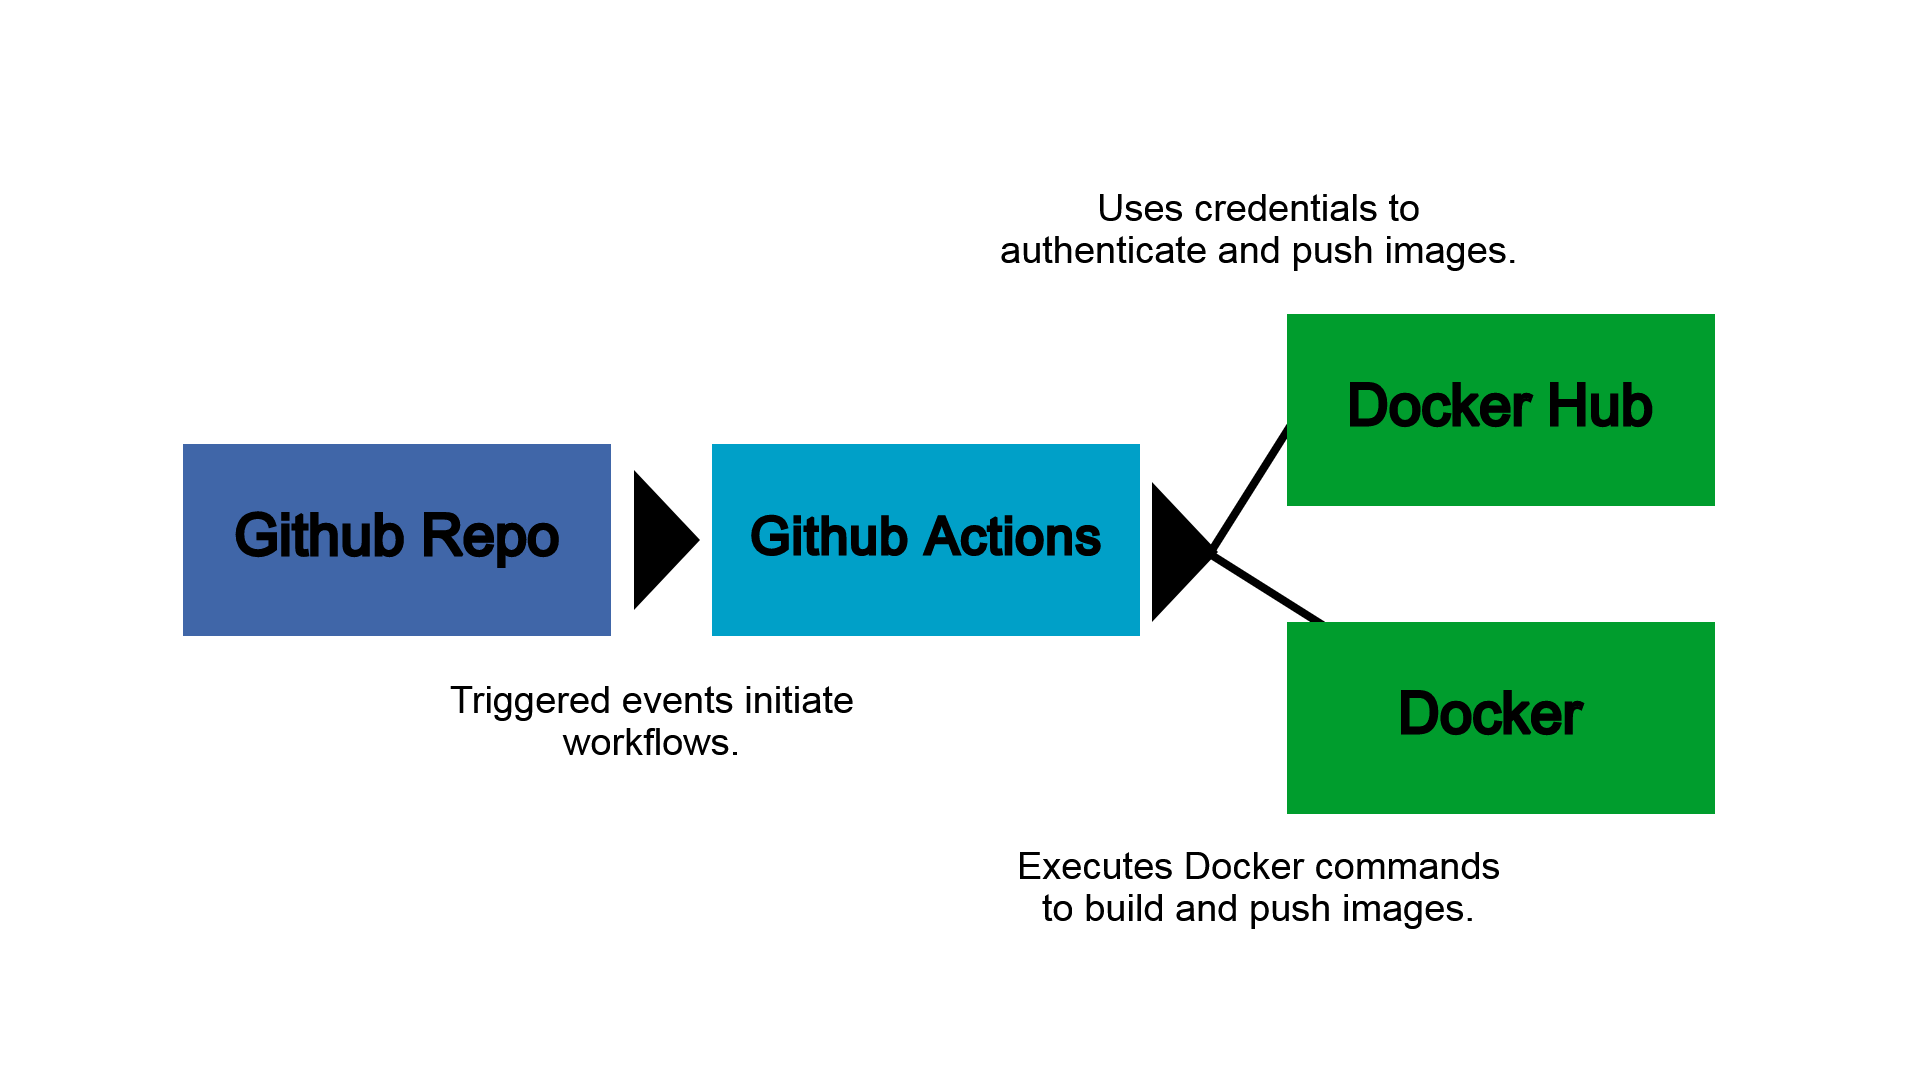 Uses credentials to
authenticate and push images.
Docker Hub
Github Repo
Github Actions
Triggered events initiate
workflows.
Docker
Executes Docker commands
to build and push images.